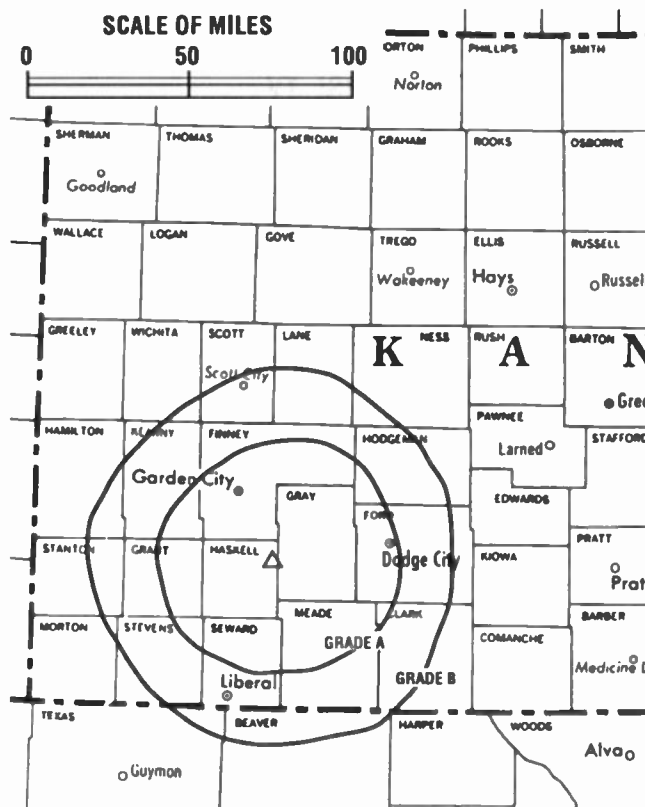 SCALE OF MILES
0 50 100
ORTON PHILLIPS SMITH
Norton
SHERMAN THOMAS SHERIDAN GRAHAM ROOKS OSBORNE
Goodland
WALLACE LOGAN GOVE TREGO ELLIS RUSSELL
Wakeeney Hays Russel
GREELEY WICHITA SCOTT LANE NESS RUSH BARTON
K A N
Scott City
Gree
HAMILTON KEARNY FINNEY HODGEMAN PAWNEE STAFFORD
Larned
Garden City
GRAY FORD EDWARDS
STANTON GRANT HASKELL Dodge City KIOWA PRATT
Prat
MORTON STEVENS SEWARD MEADE CLARK COMANCHE BARBER
GRADE A
Medicine
GRADE B
Liberal
TEXAS BEAVER HARPER WOODS
Guymon Alva